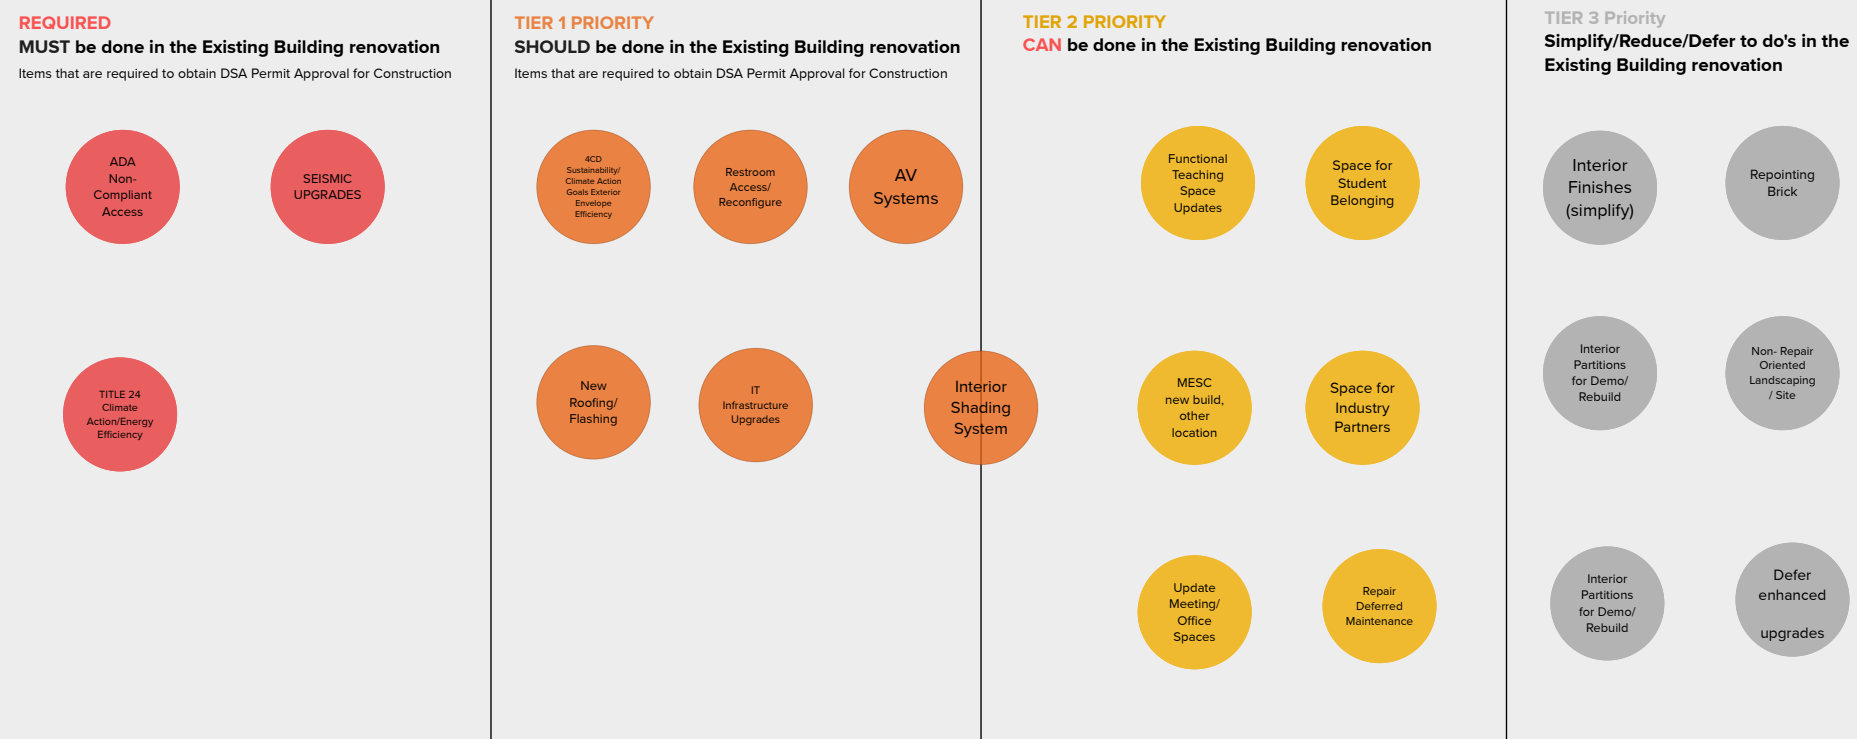 REQUIRED
MUST be done in the Existing Building renovation
Items that are required to obtain DSA Permit Approval for Construction
ADA
Non-
Compliant
Access
SEISMIC
UPGRADES
TITLE 24
Climate
Action/Energy
Efficiency
TIER 1 PRIORITY
SHOULD be done in the Existing Building renovation
Items that are required to obtain DSA Permit Approval for Construction
4CD
Sustainability/
Climate Action
Goals Exterior
Envelope
Efficiency
Restroom
Access/
Reconfigure
AV
Systems
New
Roofing/
Flashing
IT
Infrastructure
Upgrades
Interior
Shading
System
TIER 2 PRIORITY
CAN be done in the Existing Building renovation
Functional
Teaching
Space
Updates
Space for
Student
Belonging
MESC
new build,
other
location
Space for
Industry
Partners
Update
Meeting/
Office
Spaces
Repair
Deferred
Maintenance
TIER 3 Priority
Simplify/Reduce/Defer to do's in the
Existing Building renovation
Interior
Finishes
(simplify)
Repointing
Brick
Interior
Partitions
for Demo/
Rebuild
Non- Repair
Oriented
Landscaping
/ Site
Interior
Partitions
for Demo/
Rebuild
Defer
enhanced
upgrades